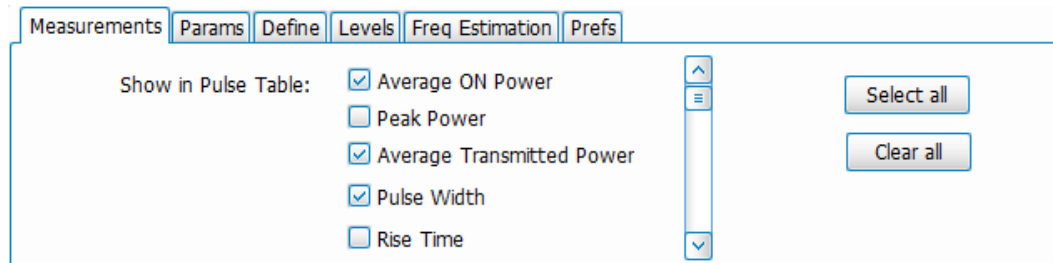 Measurements Params Define Levels Freq Estimation Prefs
Show in Pulse Table: Average ON Power Select all
Peak Power
Average Transmitted Power Clear all
Pulse Width
Rise Time